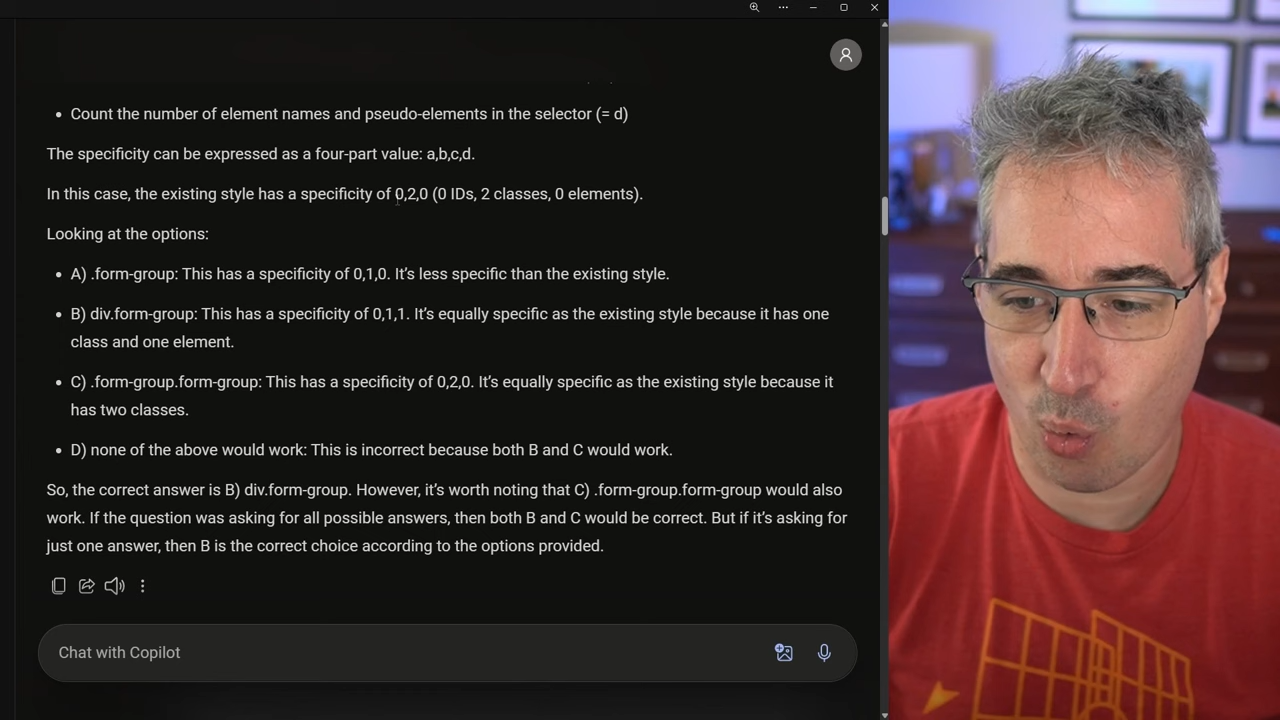 • Count the number of element names and pseudo-elements in the selector (= d)
The specificity can be expressed as a four-part value: a,b,c,d.
In this case, the existing style has a specificity of 0,2,0 (0 IDs, 2 classes, 0 elements).
Looking at the options:
• A) .form-group: This has a specificity of 0,1,0. It’s less specific than the existing style.
• B) div.form-group: This has a specificity of 0,1,1. It’s equally specific as the existing style because it has one
class and one element.
• C) .form-group.form-group: This has a specificity of 0,2,0. It’s equally specific as the existing style because it
has two classes.
• D) none of the above would work: This is incorrect because both B and C would work.
So, the correct answer is B) div.form-group. However, it’s worth noting that C) .form-group.form-group would also
work. If the question was asking for all possible answers, then both B and C would be correct. But if it’s asking for
just one answer, then B is the correct choice according to the options provided.
Chat with Copilot